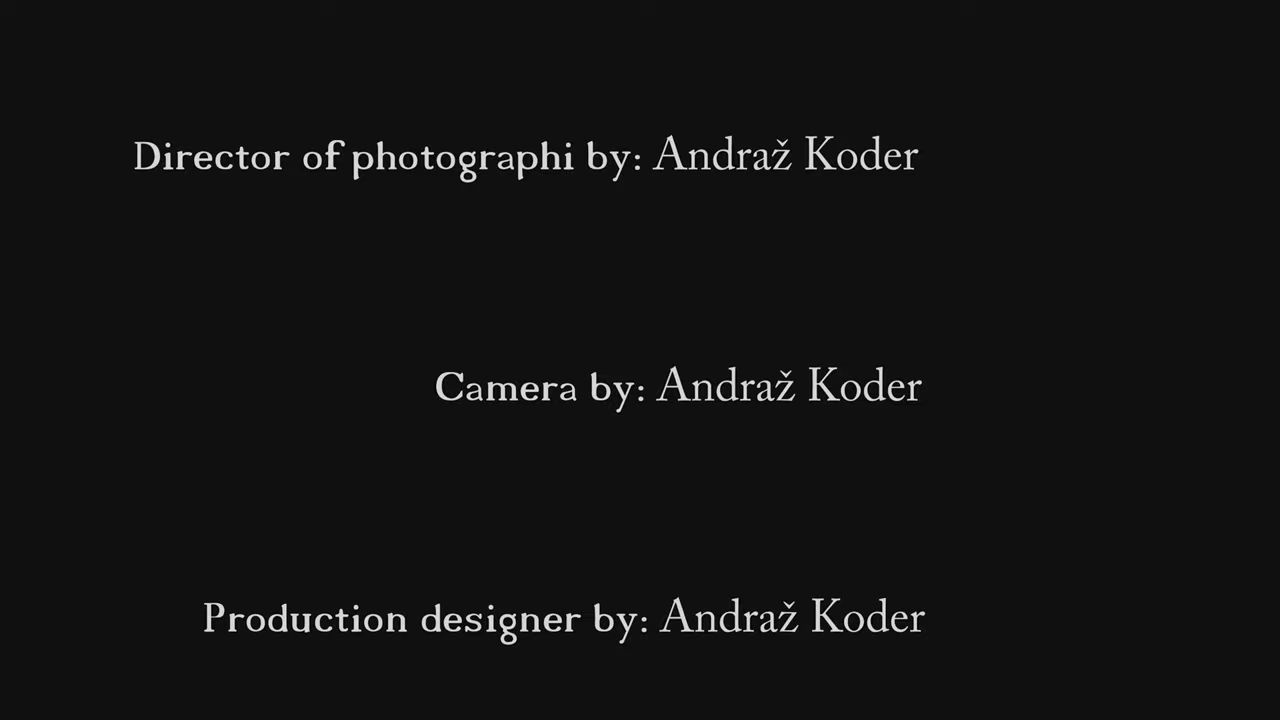 Director of photographi by: Andraž Koder
Camera by: Andraž Koder
Production designer by: Andraž Koder